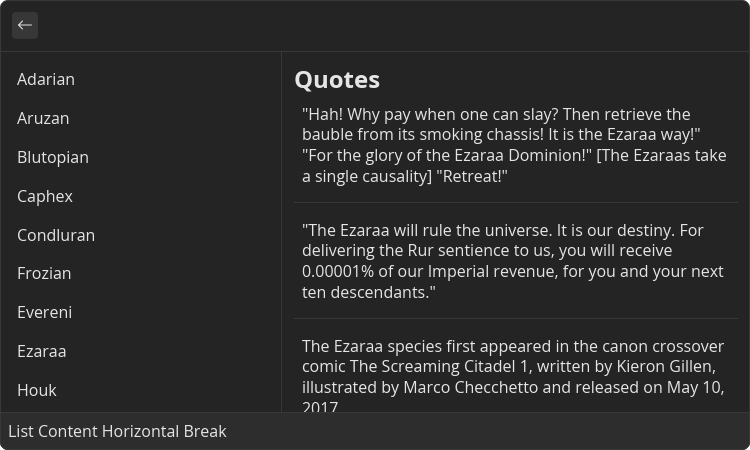 Adarian
Aruzan
Blutopian
Caphex
Condluran
Frozian
Evereni
Ezaraa
Houk
Quotes
"Hah! Why pay when one can slay? Then retrieve the
bauble from its smoking chassis! It is the Ezaraa way!"
"For the glory of the Ezaraa Dominion!" [The Ezaraas take
a single causality] "Retreat!"
"The Ezaraa will rule the universe. It is our destiny. For
delivering the Rur sentience to us, you will receive
0.00001% of our Imperial revenue, for you and your next
ten descendants."
The Ezaraa species first appeared in the canon crossover
comic The Screaming Citadel 1, written by Kieron Gillen,
illustrated by Marco Checchetto and released on May 10,
2017
List Content Horizontal Break